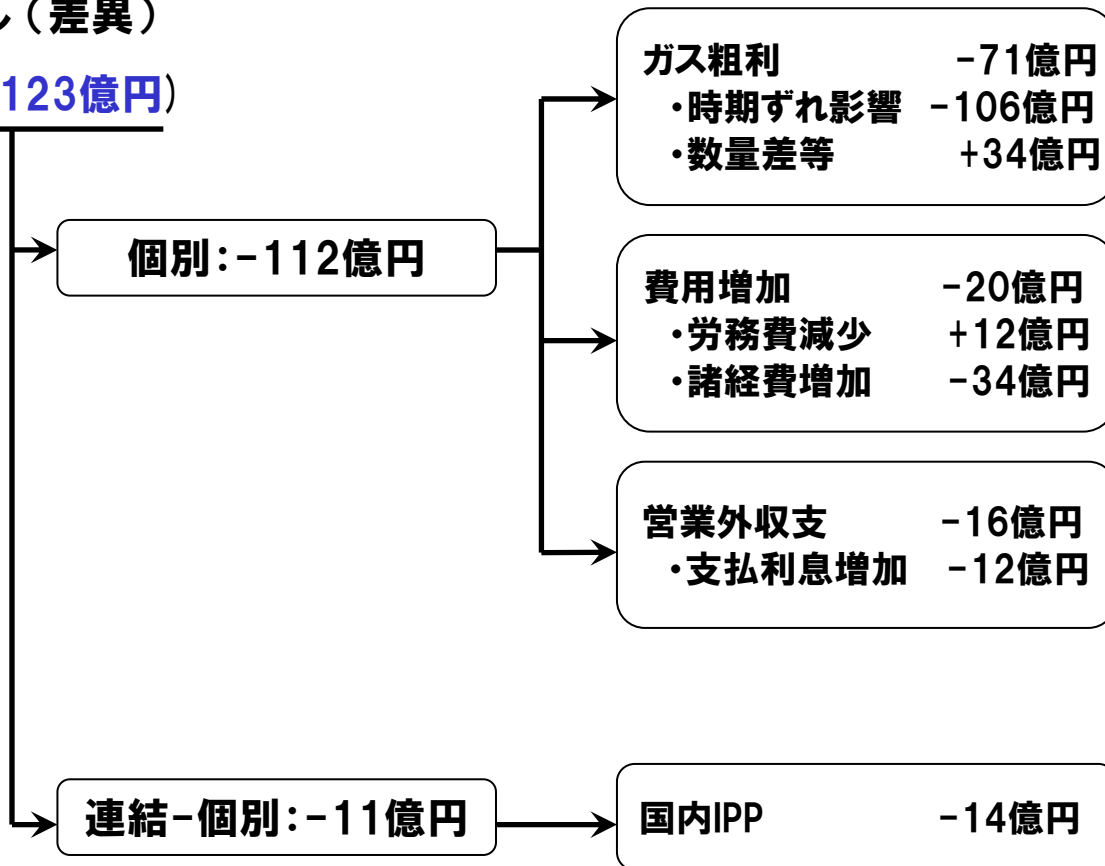 ル（差異）
123億円)
ガス粗利 -71億円
・時期ずれ影響 -106億円
・数量差等 +34億円
個別:-112億円
費用増加 -20億円
・労務費減少 +12億円
・諸経費増加 -34億円
営業外収支 -16億円
・支払利息増加 -12億円
連結-個別:-11億円
国内IPP -14億円